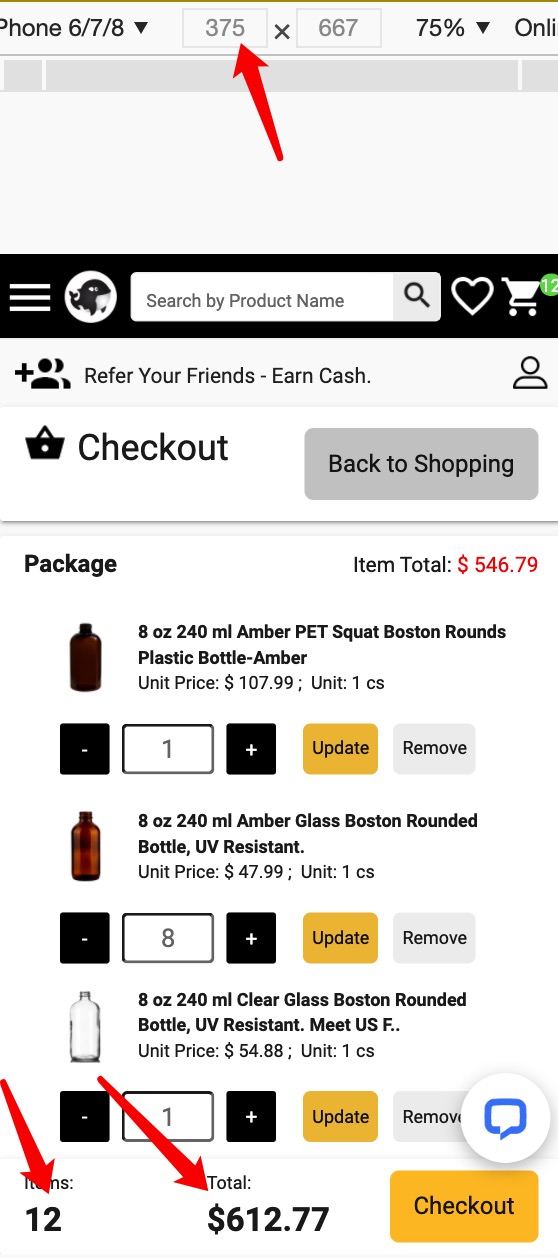 Phone 6/7/8 ▼ 375 × 667 75% ▼ Onli
Search by Product Name
12
Refer Your Friends - Earn Cash.
Checkout
Back to Shopping
Package Item Total: $ 546.79
8 oz 240 ml Amber PET Squat Boston Rounds
Plastic Bottle-Amber
Unit Price: $ 107.99 ; Unit: 1 cs
- 1 + Update Remove
8 oz 240 ml Amber Glass Boston Rounded
Bottle, UV Resistant.
Unit Price: $ 47.99 ; Unit: 1 cs
- 8 + Update Remove
8 oz 240 ml Clear Glass Boston Rounded
Bottle, UV Resistant. Meet US F..
Unit Price: $ 54.88 ; Unit: 1 cs
- 1 + Update Remove
Items: Total:
12 $612.77
Checkout